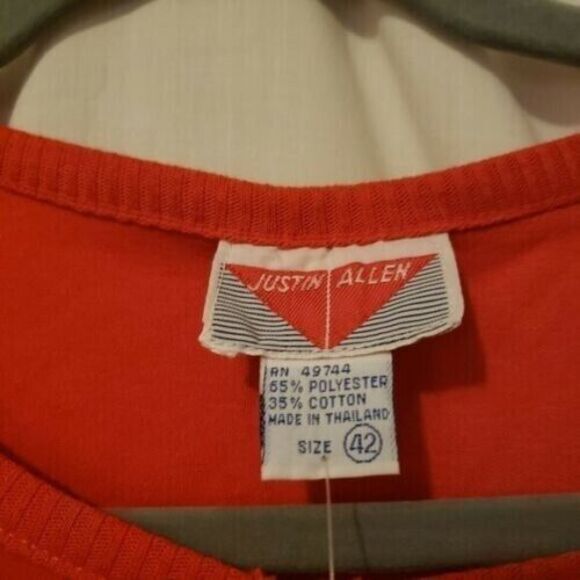 JUSTIN ALLEN
RN 49744
65% POLYESTER
35% COTTON
MADE IN THAILAND
SIZE 42